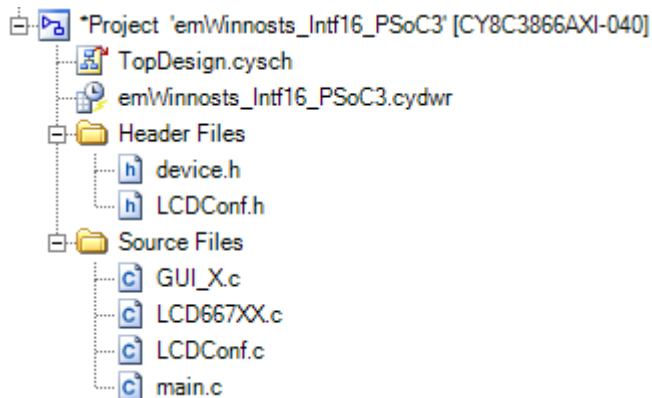 *Project 'emWinnosts_Intf16_PSoC3' [CY8C3866AXI-040]
TopDesign.cysch
emWinnosts_Intf16_PSoC3.cydwr
Header Files
h device.h
h LCDConf.h
Source Files
c GUI_X.c
c LCD667XX.c
c LCDConf.c
c main.c